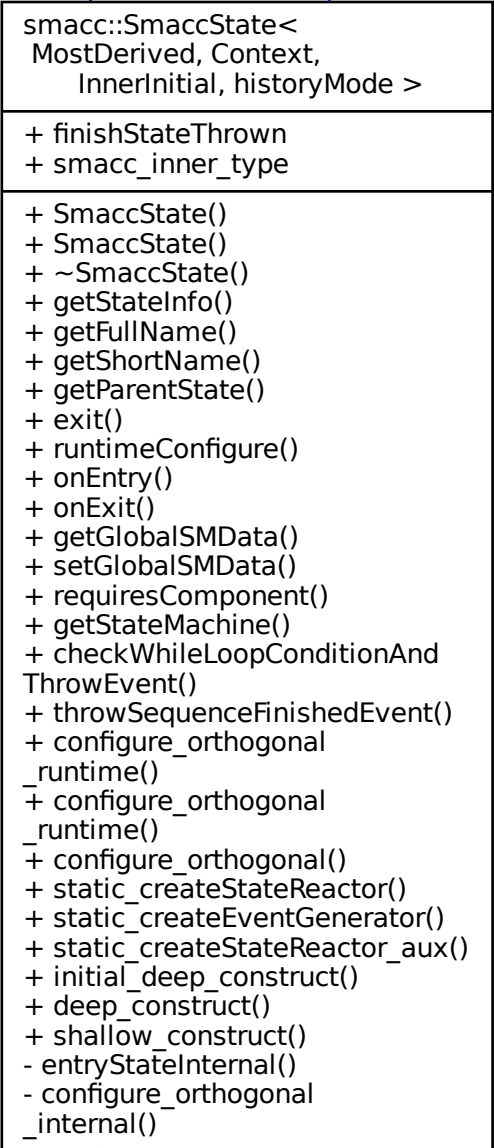 smacc::SmaccState<
MostDerived, Context,
InnerInitial, historyMode >
+ finishStateThrown
+ smacc_inner_type
+ SmaccState()
+ SmaccState()
+ ~SmaccState()
+ getStateInfo()
+ getFullName()
+ getShortName()
+ getParentState()
+ exit()
+ runtimeConfigure()
+ onEntry()
+ onExit()
+ getGlobalSMData()
+ setGlobalSMData()
+ requiresComponent()
+ getStateMachine()
+ checkWhileLoopConditionAnd
ThrowEvent()
+ throwSequenceFinishedEvent()
+ configure_orthogonal
_runtime()
+ configure_orthogonal
_runtime()
+ configure_orthogonal()
+ static_createStateReactor()
+ static_createEventGenerator()
+ static_createStateReactor_aux()
+ initial_deep_construct()
+ deep_construct()
+ shallow_construct()
- entryStateInternal()
- configure_orthogonal
_internal()